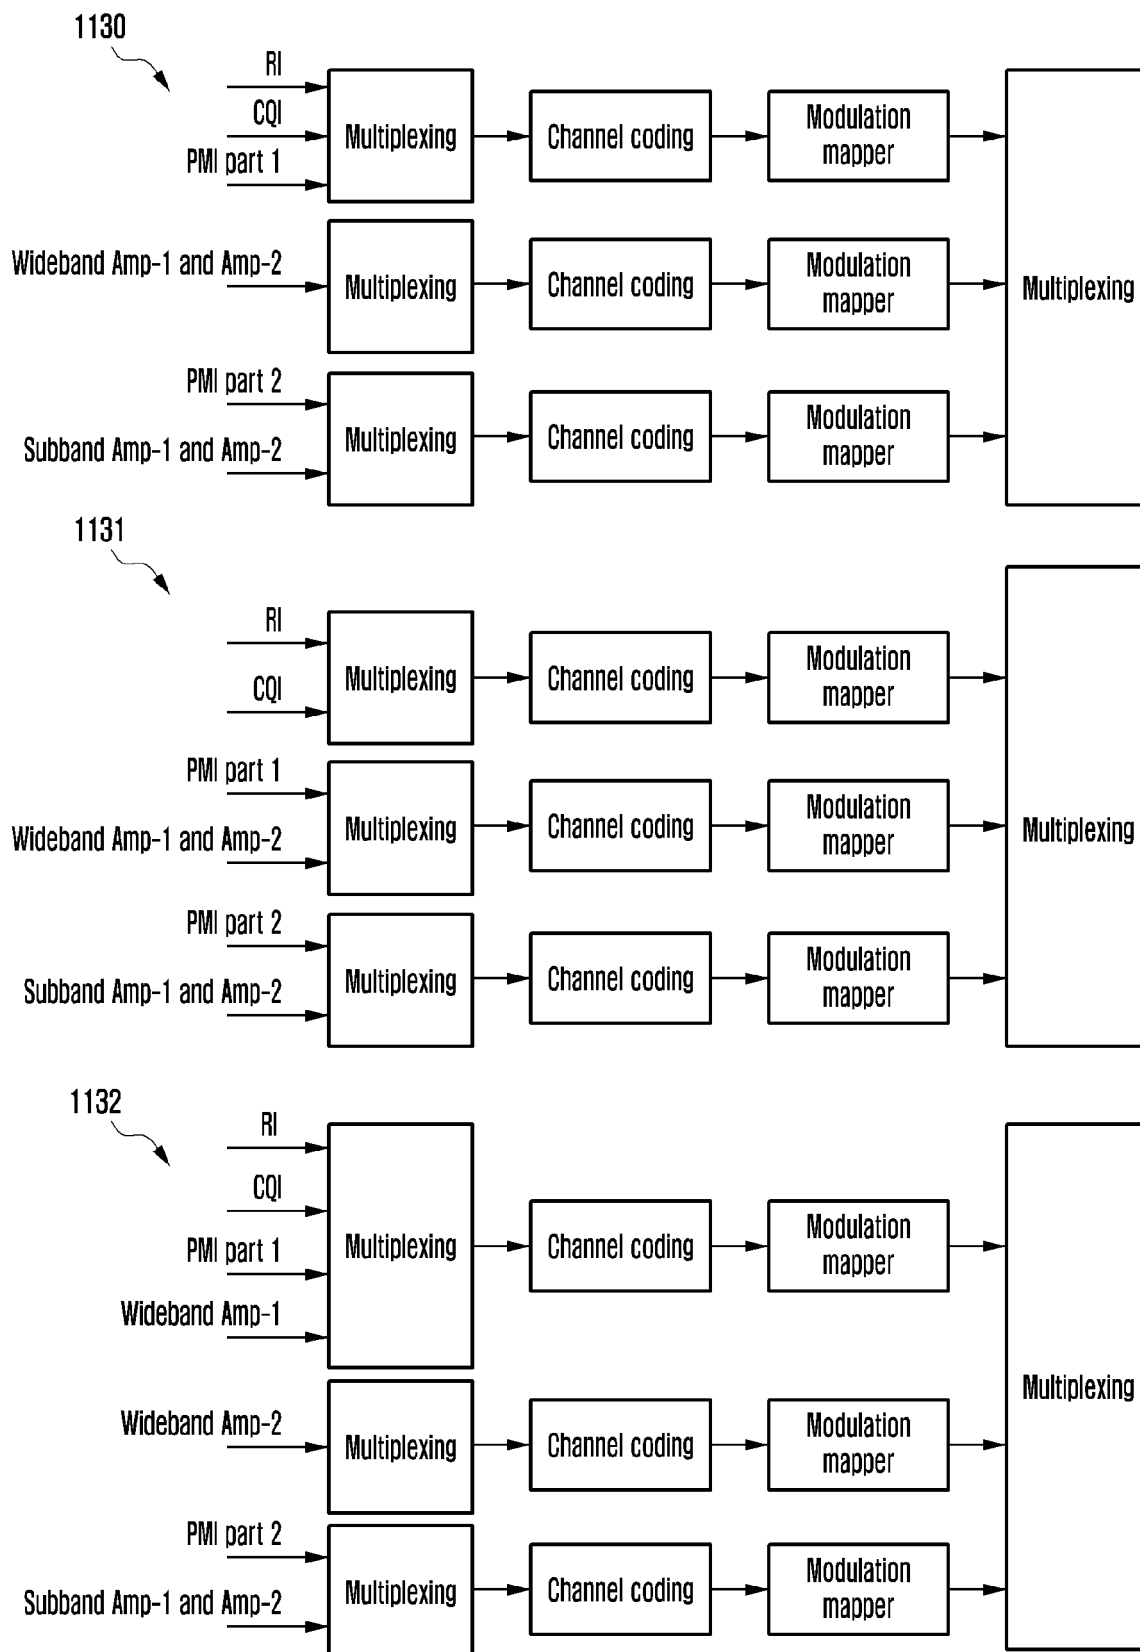 1130
RI
CQI
PMI part 1
Multiplexing
Channel coding
Modulation
mapper
Wideband Amp-1 and Amp-2
Multiplexing
Channel coding
Modulation
mapper
Multiplexing
PMI part 2
Subband Amp-1 and Amp-2
Multiplexing
Channel coding
Modulation
mapper
1131
RI
CQI
Multiplexing
Channel coding
Modulation
mapper
PMI part 1
Wideband Amp-1 and Amp-2
Multiplexing
Channel coding
Modulation
mapper
Multiplexing
PMI part 2
Subband Amp-1 and Amp-2
Multiplexing
Channel coding
Modulation
mapper
1132
RI
CQI
PMI part 1
Wideband Amp-1
Multiplexing
Channel coding
Modulation
mapper
Wideband Amp-2
Multiplexing
Channel coding
Modulation
mapper
Multiplexing
PMI part 2
Subband Amp-1 and Amp-2
Multiplexing
Channel coding
Modulation
mapper